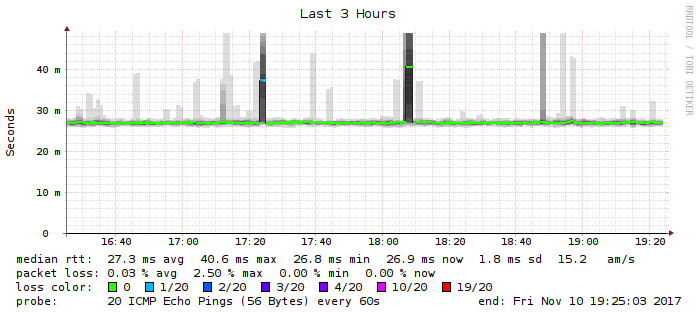 Last 3 Hours
RRDTOOL / TOBI OETIKER
Seconds
40 m
30 m
20 m
10 m
0
16:40 17:00 17:20 17:40 18:00 18:20 18:40 19:00 19:20
median rtt: 27.3 ms avg 40.6 ms max 26.8 ms min 26.9 ms now 1.8 ms sd 15.2 am/s
packet loss: 0.03 % avg 2.50 % max 0.00 % min 0.00 % now
loss color: 0 1/20 2/20 3/20 4/20 10/20 19/20
probe: 20 ICMP Echo Pings (56 Bytes) every 60s end: Fri Nov 10 19:25:03 2017